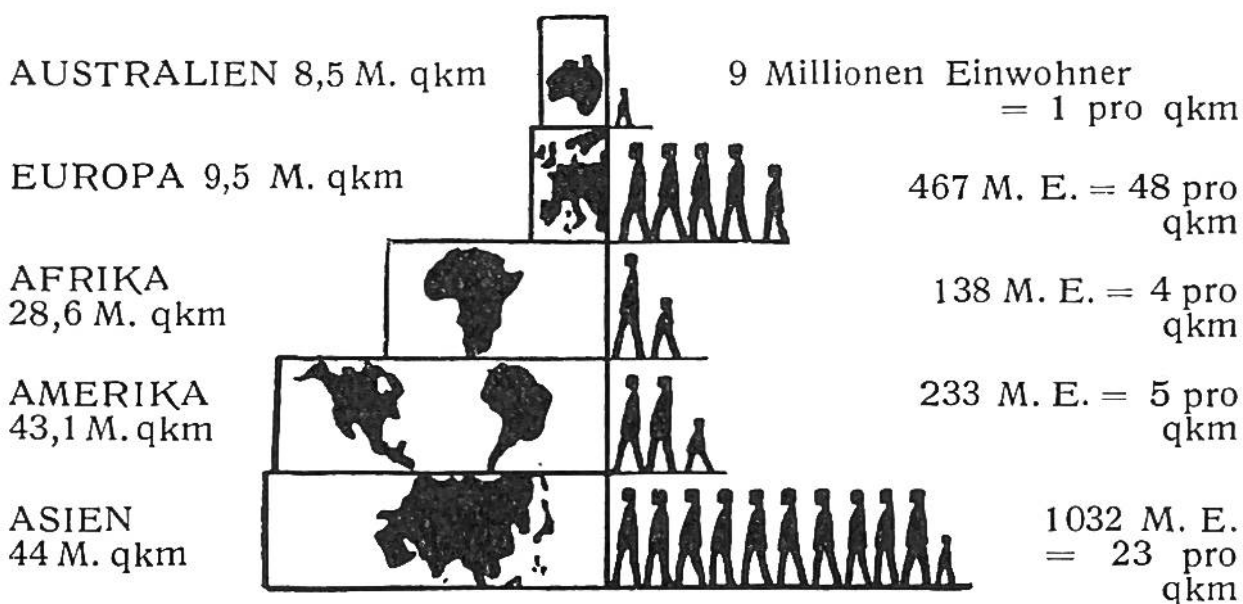 AUSTRALIEN 8,5 M. qkm
9 Millionen Einwohner
= 1 pro qkm
EUROPA 9,5 M. qkm
467 M. E. = 48 pro
qkm
AFRIKA
28,6 M. qkm
138 M. E. = 4 pro
qkm
AMERIKA
43,1 M. qkm
233 M. E. = 5 pro
qkm
ASIEN
44 M. qkm
1032 M. E.
= 23 pro
qkm